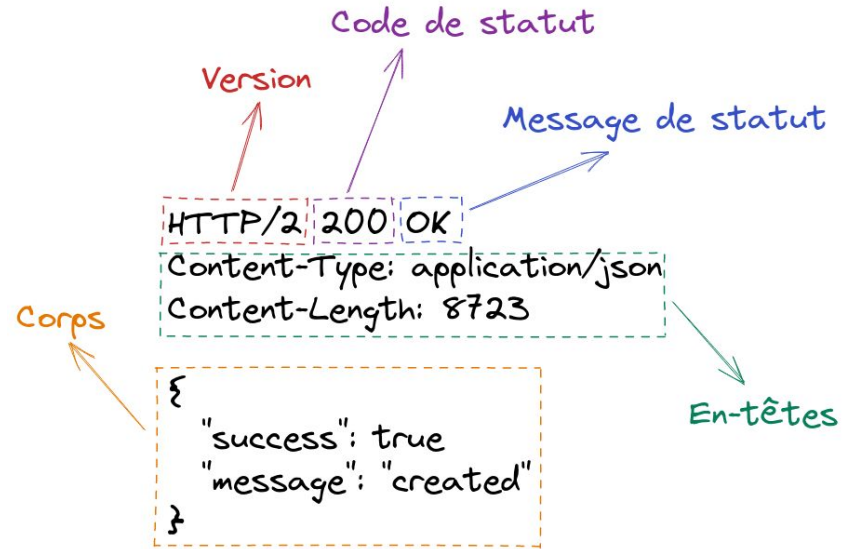 Code de statut
Version
Message de statut
HTTP/2 200 OK
Content-Type: application/json
Content-Length: 8723
Corps
En-têtes
{
"success": true
"message": "created"
}